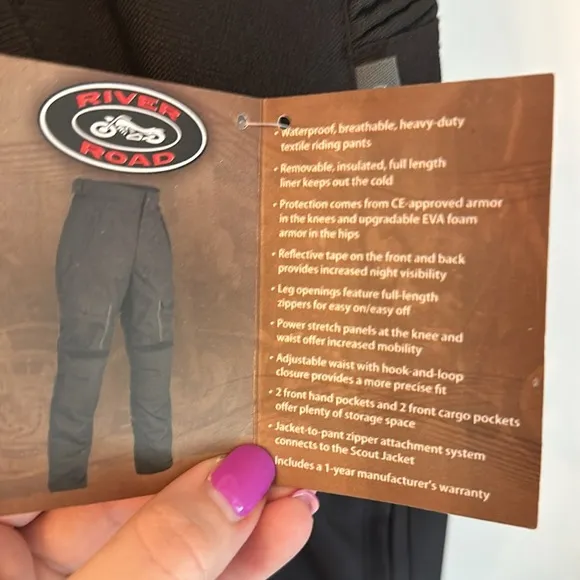 RIVER
ROAD
• Waterproof, breathable, heavy-duty
textile riding pants
• Removable, insulated, full length
liner keeps out the cold
• Protection comes from CE-approved armor
in the knees and upgradable EVA foam
armor in the hips
• Reflective tape on the front and back
provides increased night visibility
• Leg openings feature full-length
zippers for easy on/easy off
• Power stretch panels at the knee and
waist offer increased mobility
• Adjustable waist with hook-and-loop
closure provides a more precise fit
• 2 front hand pockets and 2 front cargo pockets
offer plenty of storage space
• Jacket-to-pant zipper attachment system
connects to the Scout Jacket
Includes a 1-year manufacturer's warranty